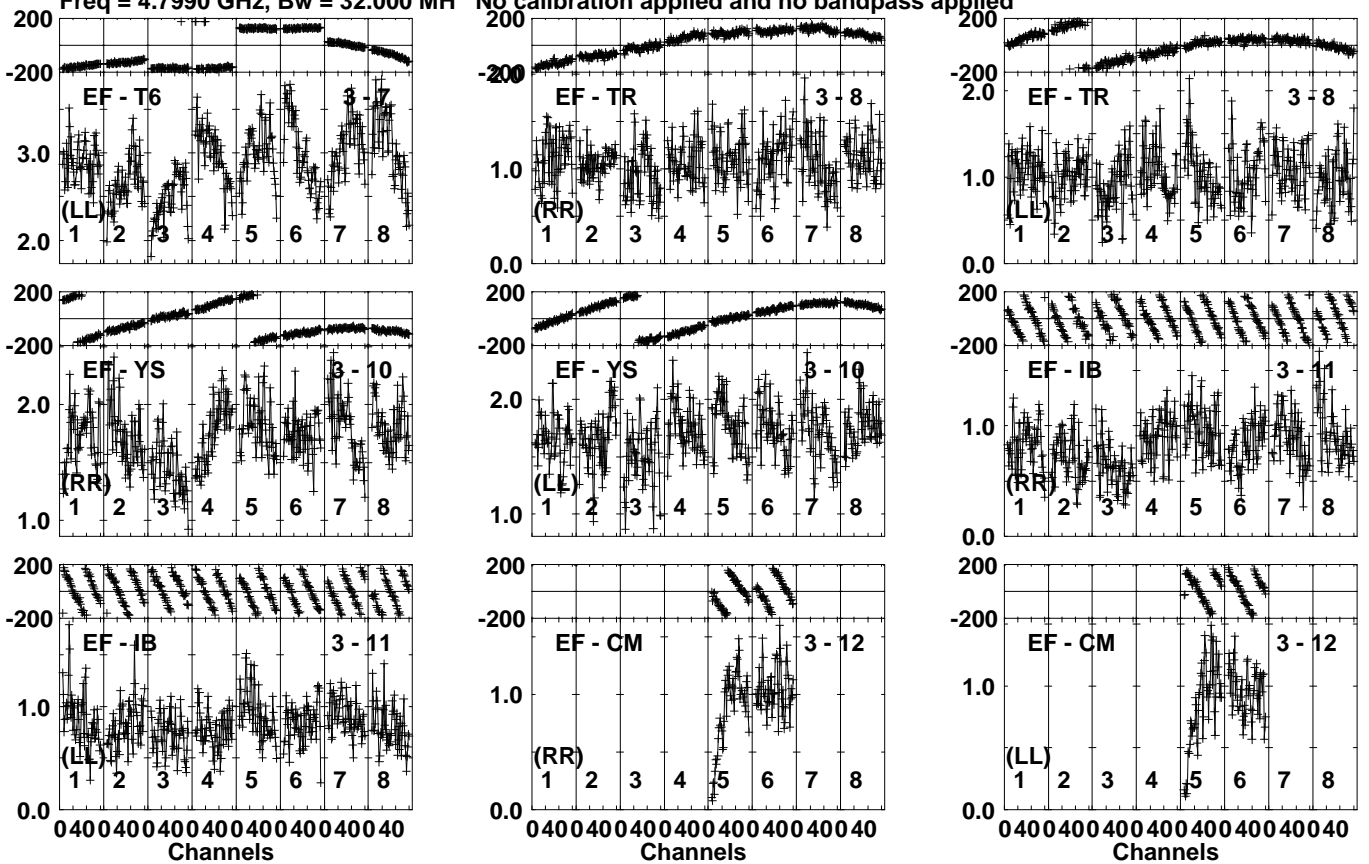 Freq = 4.7990 GHz, Bw = 32.000 MH No calibration applied and no bandpass applied
200
-200
EF - T6
3 - 7
3.0
2.0
(LL)
1 2 3 4 5 6 7 8
200
-200
2.0
EF - TR
3 - 8
1.0
0.0
(RR)
1 2 3 4 5 6 7 8
200
-200
2.0
EF - TR
3 - 8
1.0
0.0
(LL)
1 2 3 4 5 6 7 8
200
-200
EF - YS
3 - 10
2.0
1.0
(RR)
1 2 3 4 5 6 7 8
200
-200
EF - YS
3 - 10
2.0
1.0
(LL)
1 2 3 4 5 6 7 8
200
-200
EF - IB
3 - 11
1.0
0.0
(RR)
1 2 3 4 5 6 7 8
200
-200
EF - IB
3 - 11
1.0
0.0
(LL)
1 2 3 4 5 6 7 8
0 40 0 40 0 40 0 40 0 40 0 40 0 40 0 40
Channels
200
-200
EF - CM
3 - 12
1.0
0.0
(RR)
1 2 3 4 5 6 7 8
0 40 0 40 0 40 0 40 0 40 0 40 0 40 0 40
Channels
200
-200
EF - CM
3 - 12
1.0
0.0
(LL)
1 2 3 4 5 6 7 8
0 40 0 40 0 40 0 40 0 40 0 40 0 40 0 40
Channels